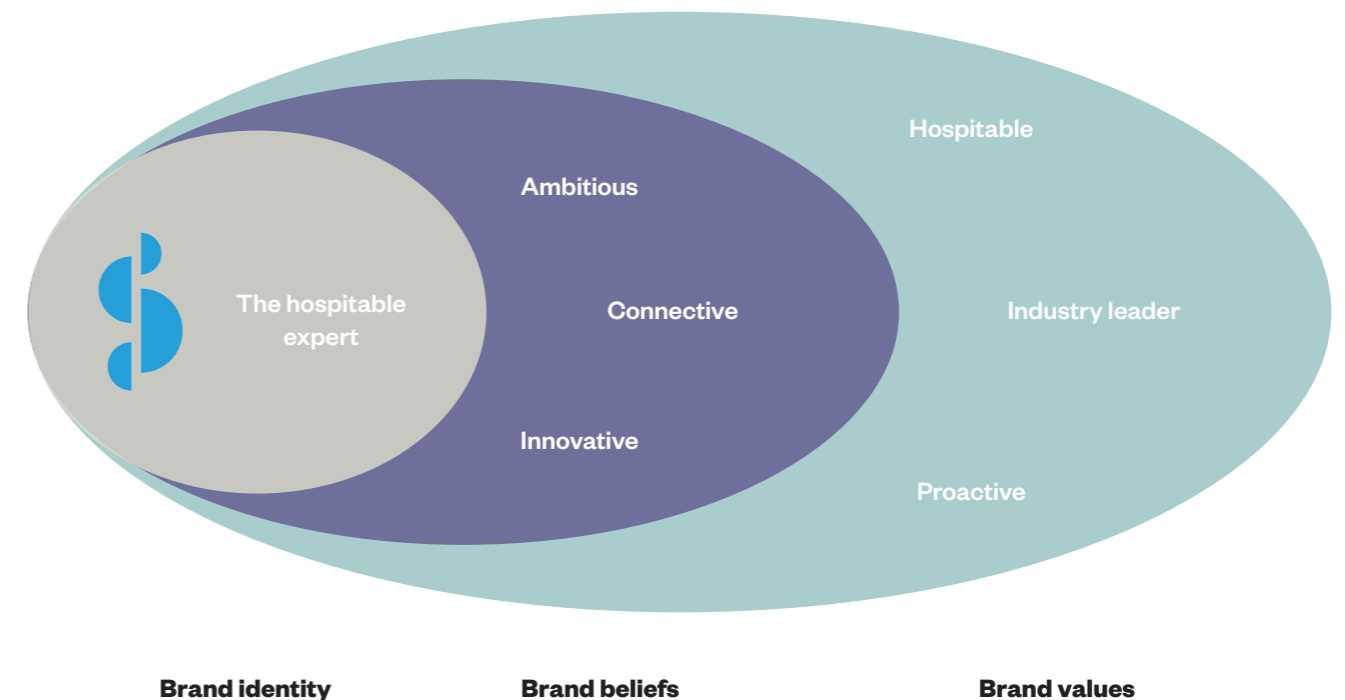 Hospitable
Ambitious
The hospitable
expert
Connective
Industry leader
Innovative
Proactive
Brand identity
Brand beliefs
Brand values